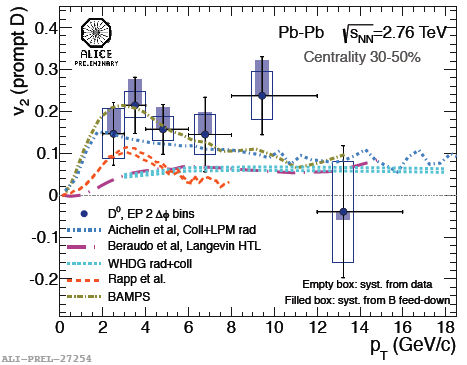 ALICE
PRELIMINARY
Pb-Pb √sNN=2.76 TeV
Centrality 30-50%
v2 (prompt D)
0.4
0.3
0.2
0.1
0
-0.1
-0.2
D0, EP 2 Δϕ bins
Aichelin et al, Coll+LPM rad
Beraudo et al, Langevin HTL
WHDG rad+coll
Rapp et al.
BAMPS
Empty box: syst. from data
Filled box: syst. from B feed-down
0 2 4 6 8 10 12 14 16 18
pT (GeV/c)
ALI-PREL-27254